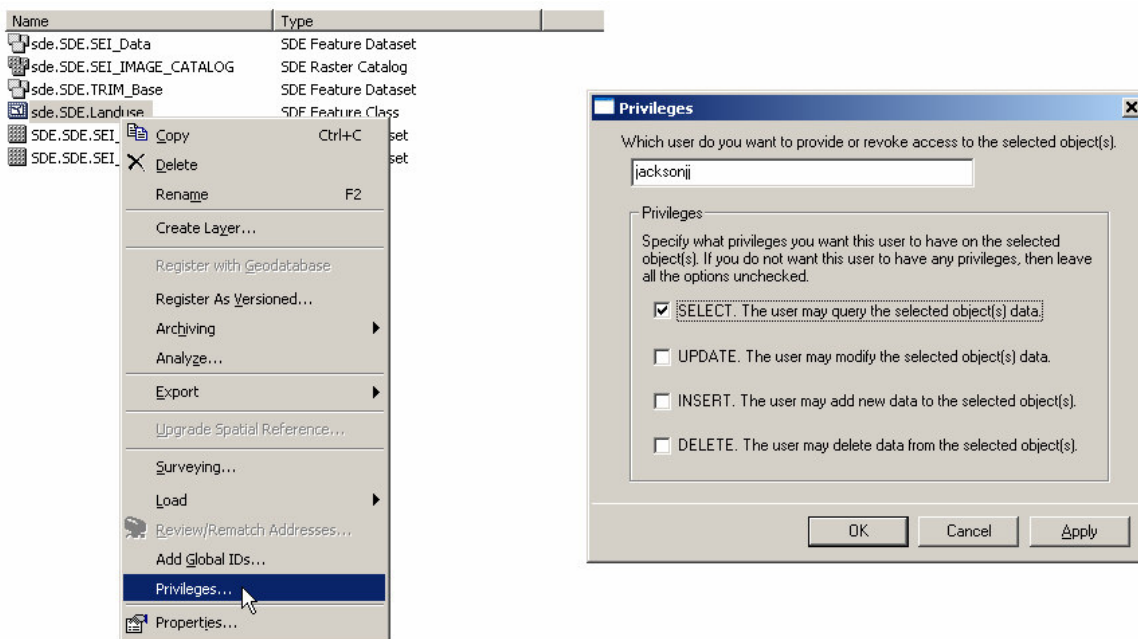 Name Type
sde.SDE.SEI_Data SDE Feature Dataset
sde.SDE.SEI_IMAGE_CATALOG SDE Raster Catalog
sde.SDE.TRIM_Base SDE Feature Dataset
sde.SDE.Landuse SDE Feature Class
SDE.SDE.SEI_ set
SDE.SDE.SEI_ set
Copy Ctrl+C
Delete
Rename F2
Create Layer...
Register with Geodatabase
Register As Versioned...
Archiving
Analyze...
Export
Upgrade Spatial Reference...
Surveying...
Load
Review/Rematch Addresses...
Add Global IDs...
Privileges...
Properties...
Privileges
Which user do you want to provide or revoke access to the selected object(s).
jacksonjj
Privileges
Specify what privileges you want this user to have on the selected
object(s). If you do not want this user to have any privileges, then leave
all the options unchecked.
SELECT. The user may query the selected object(s) data.
UPDATE. The user may modify the selected object(s) data.
INSERT. The user may add new data to the selected object(s).
DELETE. The user may delete data from the selected object(s).
OK Cancel Apply